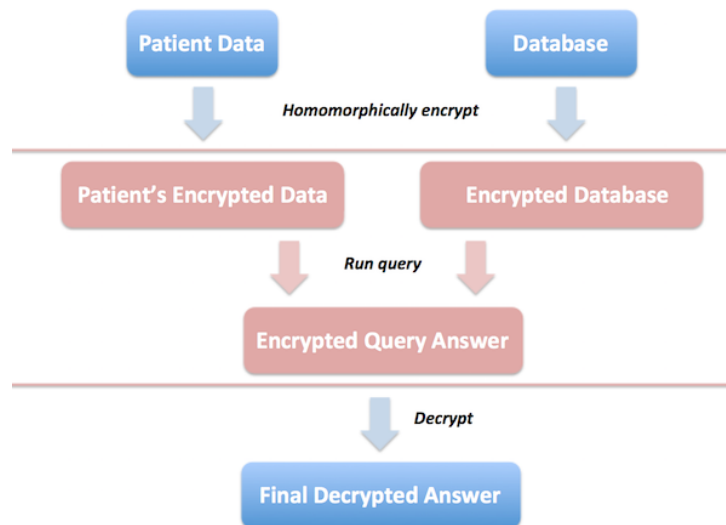 Patient Data
Database
Homomorphically encrypt
Patient's Encrypted Data
Encrypted Database
Run query
Encrypted Query Answer
Decrypt
Final Decrypted Answer